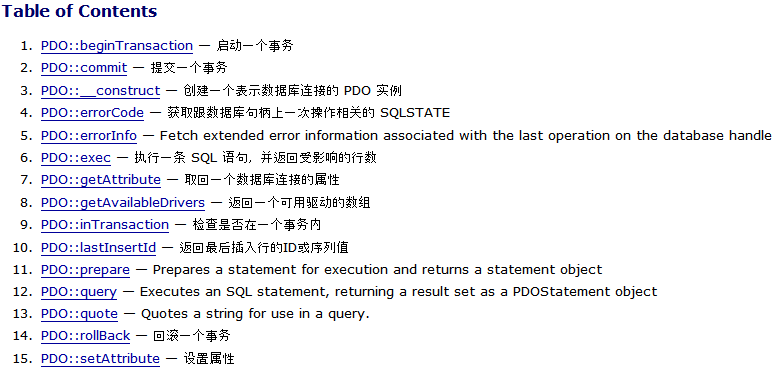 Table of Contents
1. PDO::beginTransaction — 启动一个事务
2. PDO::commit — 提交一个事务
3. PDO::__construct — 创建一个表示数据库连接的 PDO 实例
4. PDO::errorCode — 获取跟数据库句柄上一次操作相关的 SQLSTATE
5. PDO::errorInfo — Fetch extended error information associated with the last operation on the database handle
6. PDO::exec — 执行一条 SQL 语句, 并返回受影响的行数
7. PDO::getAttribute — 取回一个数据库连接的属性
8. PDO::getAvailableDrivers — 返回一个可用驱动的数组
9. PDO::inTransaction — 检查是否在一个事务内
10. PDO::lastInsertId — 返回最后插入行的ID或序列值
11. PDO::prepare — Prepares a statement for execution and returns a statement object
12. PDO::query — Executes an SQL statement, returning a result set as a PDOStatement object
13. PDO::quote — Quotes a string for use in a query.
14. PDO::rollBack — 回滚一个事务
15. PDO::setAttribute — 设置属性